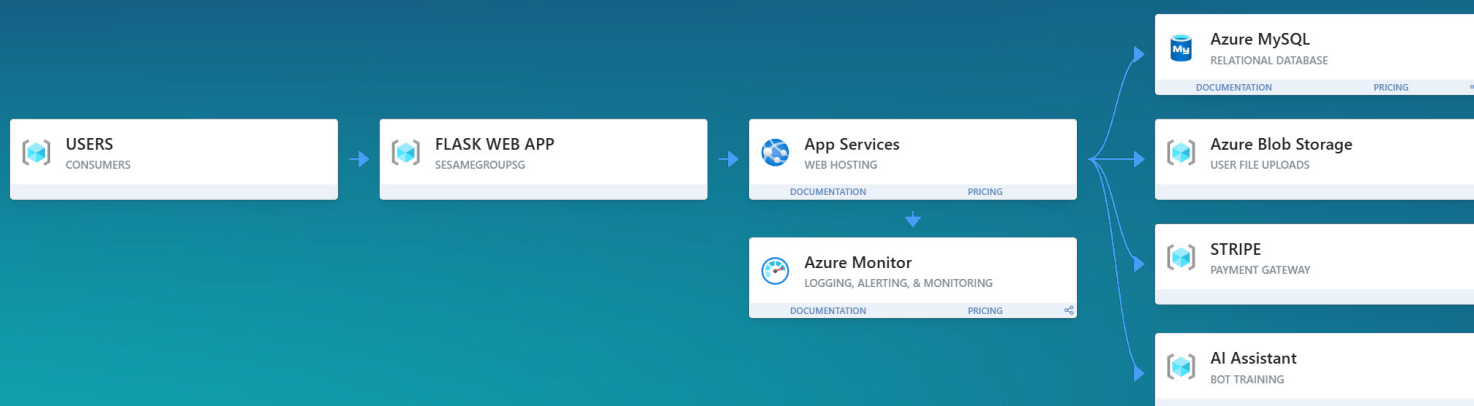 USERS
CONSUMERS
FLASK WEB APP
SESAMEGROUPSG
App Services
WEB HOSTING
DOCUMENTATION PRICING
Azure Monitor
LOGGING, ALERTING, & MONITORING
DOCUMENTATION PRICING
Azure MySQL
RELATIONAL DATABASE
DOCUMENTATION PRICING
Azure Blob Storage
USER FILE UPLOADS
STRIPE
PAYMENT GATEWAY
AI Assistant
BOT TRAINING
My